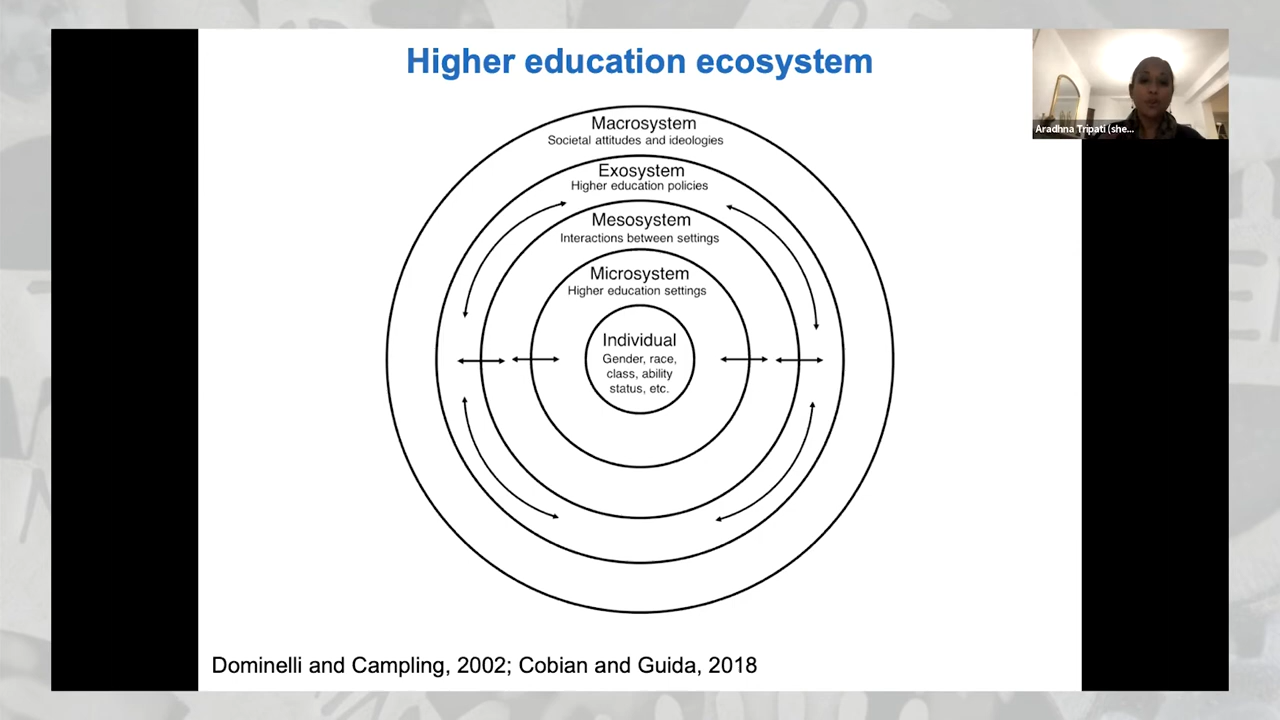 Higher education ecosystem
Aradhna Tripati (she...
Macrosystem
Societal attitudes and ideologies
Exosystem
Higher education policies
Mesosystem
Interactions between settings
Microsystem
Higher education settings
Individual
Gender, race,
class, ability
status, etc.
Dominelli and Campling, 2002; Cobian and Guida, 2018